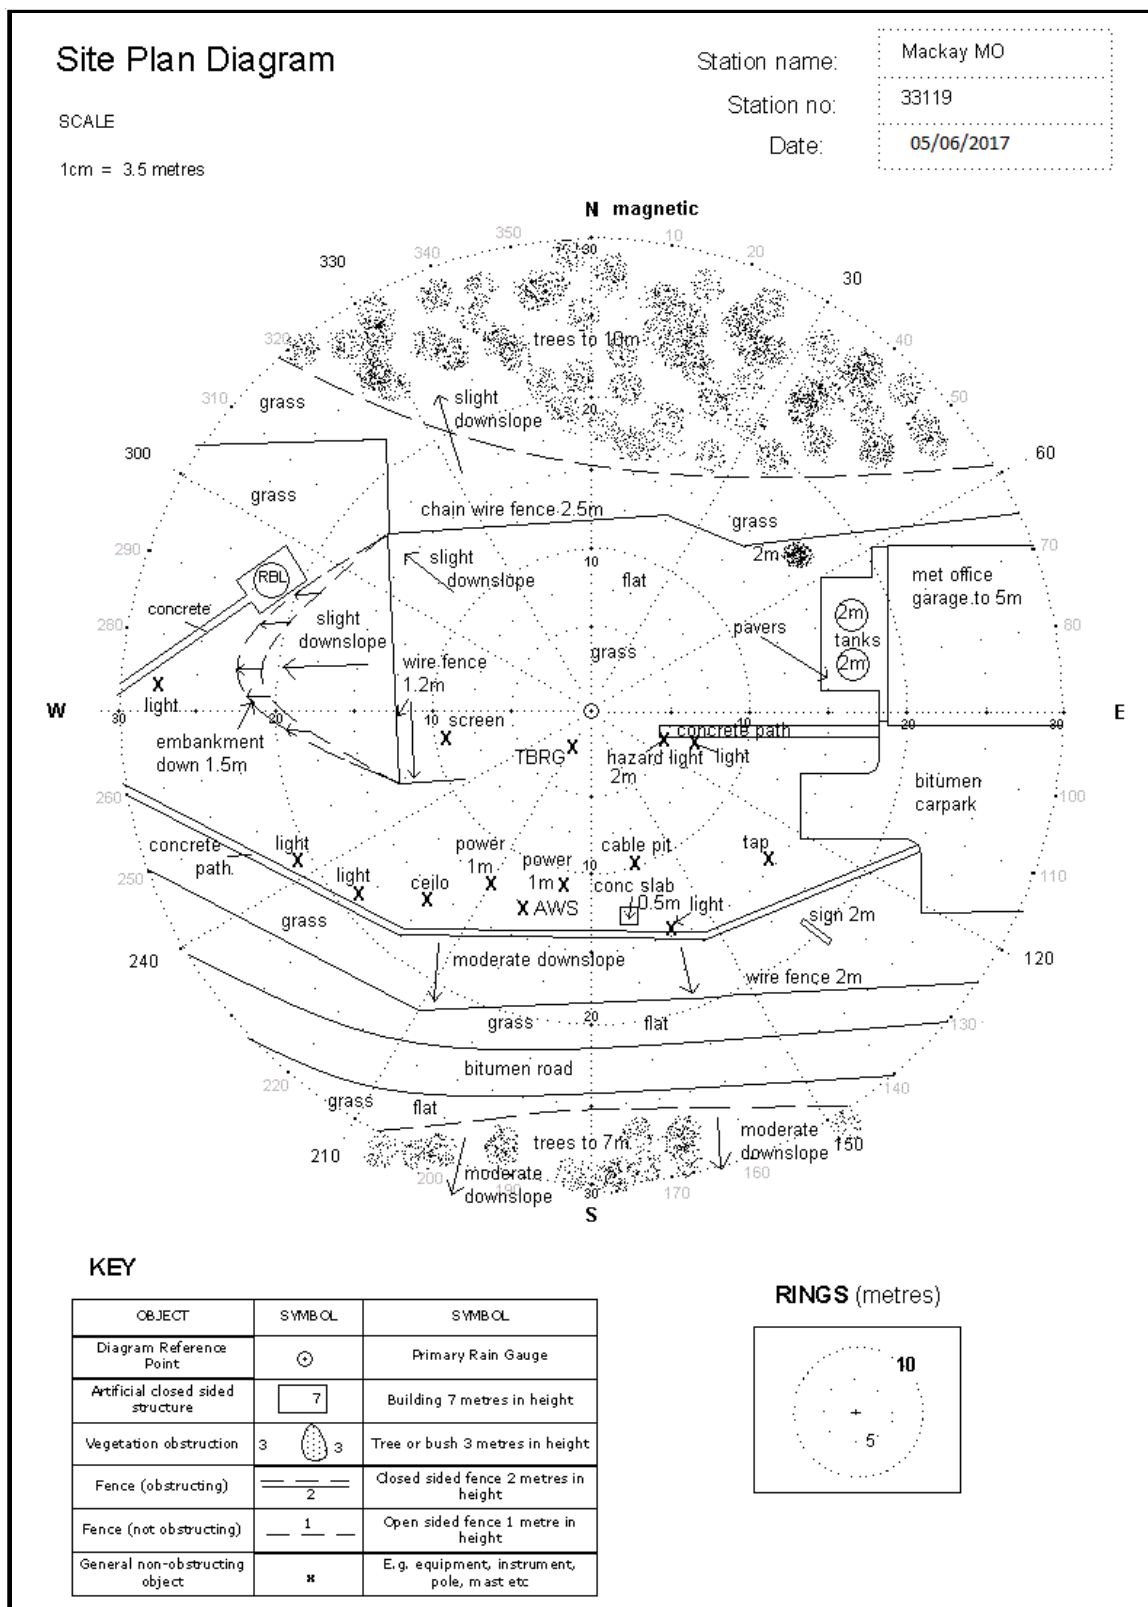 Site Plan Diagram
SCALE
1cm = 3.5 metres
Station name: Mackay MO
Station no: 33119
Date: 05/06/2017
N magnetic
350
10
340
30
20
330
30
trees to 10m
320
40
310
grass
slight
downslope
20
50
300
60
grass
chain wire fence 2.5m
grass
2m
290
70
RBL
slight
downslope
10
flat
met office
garage to 5m
concrete
slight
downslope
2m
280
pavers
tanks
80
wire fence
1.2m
grass
2m
light
W
30
20
10
screen
10
20
30
E
embankment
down 1.5m
TBRG
concrete path
hazard light
2m
light
260
bitumen
carpark
100
concrete
path
light
power
1m
cable pit
tap
250
light
ceilo
power
1m
10
conc slab
0.5m
110
grass
AWS
light
sign 2m
240
moderate downslope
120
wire fence 2m
grass
20
flat
130
bitumen road
220
140
grass
flat
210
trees to 7m
moderate
downslope
150
200
moderate
downslope
190
30
170
160
S
KEY
OBJECT SYMBOL SYMBOL
Diagram Reference
Point
Primary Rain Gauge
Artificial closed sided
structure
7
Building 7 metres in height
Vegetation obstruction
3 3
Tree or bush 3 metres in height
Fence (obstructing)
2
Closed sided fence 2 metres in
height
Fence (not obstructing)
1
Open sided fence 1 metre in
height
General non-obstructing
object
x
E.g. equipment, instrument,
pole, mast etc
RINGS (metres)
10
5